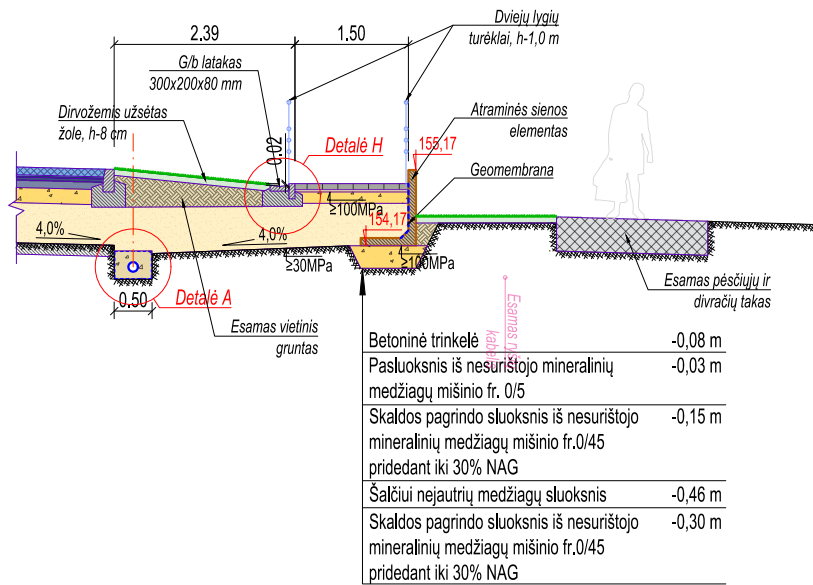 2.39
1.50
Dviejų lygių
turėklai, h-1,0 m
G/b latakas
300x200x80 mm
Dirvožemis užsėtas
žole, h-8 cm
0.02
Detalė H
Atraminės sienos
elementas
155,17
Geomembrana
≥100MPa
154,17
4,0%
4,0%
≥30MPa
≥100MPa
0.50
Detalė A
Esamas vietinis
gruntas
Esamas pėsčiųjų ir
divračių takas
Esamas ryšių
kabelis
Betoninė trinkelė -0,08 m
Pasluoksnis iš nesurištojo mineralinių -0,03 m
medžiagų mišinio fr. 0/5
Skaldos pagrindo sluoksnis iš nesurištojo -0,15 m
mineralinių medžiagų mišinio fr.0/45
pridedant iki 30% NAG
Šalčiui nejautrių medžiagų sluoksnis -0,46 m
Skaldos pagrindo sluoksnis iš nesurištojo -0,30 m
mineralinių medžiagų mišinio fr.0/45
pridedant iki 30% NAG